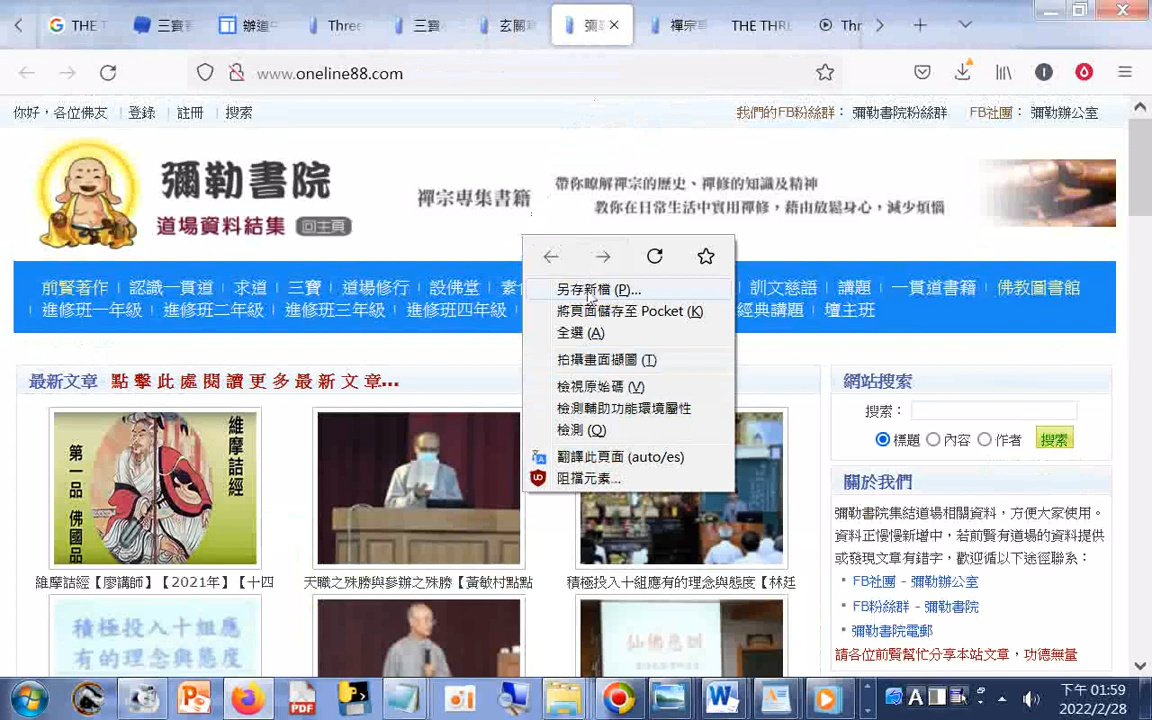 THE T
三寶
辦道
Thre
三寶
玄關
彌
禪宗
THE THR
Thr
www.oneline88.com
你好，各位佛友
登錄
註冊
搜索
我們的FB粉絲群： 彌勒書院粉絲群
FB社團： 彌勒辦公室
彌勒書院
道場資料結集 回主頁
禪宗專集書籍
帶你瞭解禪宗的歷史、禪修的知識及精神
教你在日常生活中實用禪修，藉由放鬆身心，減少煩惱
前賢著作
認識一貫道
求道
三寶
道場修行
設佛堂
訓文慈語
講題
一貫道書籍
佛教圖書館
進修班一年級
進修班二年級
進修班三年級
進修班四年級
經典講題
壇主班
另存新檔 (P)...
將頁面儲存至 Pocket (K)
全選 (A)
拍攝畫面擷圖 (T)
檢視原始碼 (V)
檢測輔助功能環境屬性
檢測 (Q)
翻譯此頁面 (auto/es)
阻擋元素...
最新文章 點擊此處閱讀更多最新文章...
維摩詰經
第一品 佛國品
維摩詰經【廖講師】【2021年】【十四
天職之殊勝與參辦之殊勝【黃敏村點點
積極投入十組應有的理念與態度【林廷
積極投入十組應
有的理念與態度
仙佛慈訓
網站搜索
搜索：
標題 內容 作者 搜索
關於我們
彌勒書院集結道場相關資料，方便大家使用。
資料正慢慢新增中，若前賢有道場的資料提供
或發現文章有錯字，歡迎循以下途徑聯系：
FB社團 - 彌勒辦公室
FB粉絲群 - 彌勒書院
彌勒書院電郵
請各位前賢幫忙分享本站文章，功德無量
下午 01:59
2022/2/28